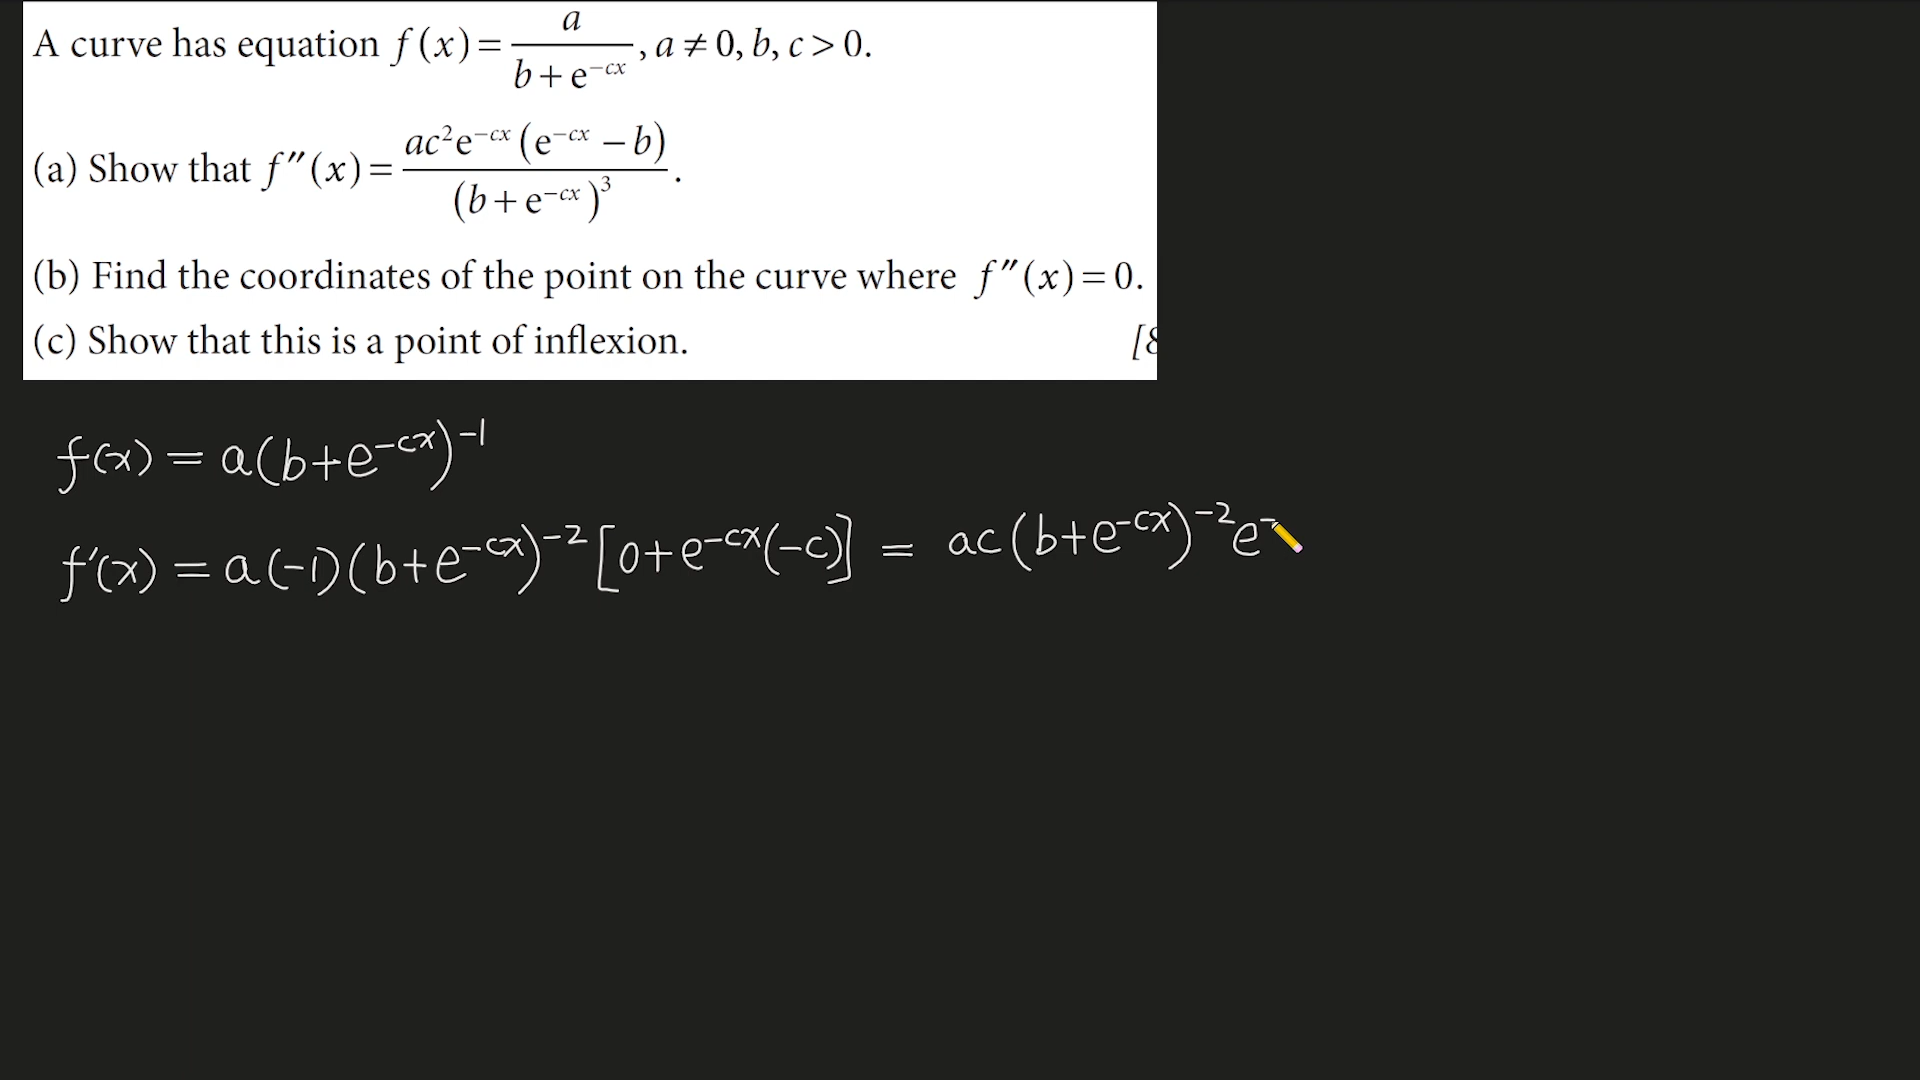 A curve has equation f(x) = a/(b + e^(−cx)), a ≠ 0, b, c > 0.
(a) Show that f″(x) = ac²e^(−cx)(e^(−cx) − b)/(b + e^(−cx))³.
(b) Find the coordinates of the point on the curve where f″(x) = 0.
(c) Show that this is a point of inflexion. [8
f(x) = a(b+e^(−cx))^(−1)
f'(x) = a(−1)(b+e^(−cx))^(−2)[0+e^(−cx)(−c)] = ac(b+e^(−cx))^(−2)e^(−